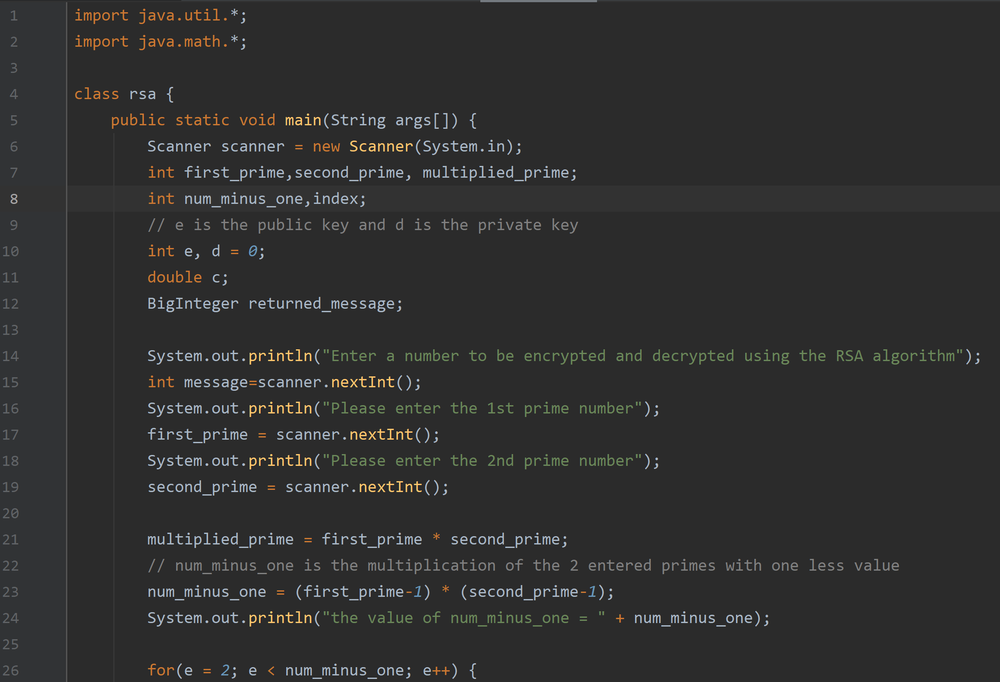 1 import java.util.*;
2 import java.math.*;
3
4 class rsa {
5     public static void main(String args[]) {
6         Scanner scanner = new Scanner(System.in);
7         int first_prime,second_prime, multiplied_prime;
8         int num_minus_one,index;
9         // e is the public key and d is the private key
10         int e, d = 0;
11         double c;
12         BigInteger returned_message;
13
14         System.out.println("Enter a number to be encrypted and decrypted using the RSA algorithm");
15         int message=scanner.nextInt();
16         System.out.println("Please enter the 1st prime number");
17         first_prime = scanner.nextInt();
18         System.out.println("Please enter the 2nd prime number");
19         second_prime = scanner.nextInt();
20
21         multiplied_prime = first_prime * second_prime;
22         // num_minus_one is the multiplication of the 2 entered primes with one less value
23         num_minus_one = (first_prime-1) * (second_prime-1);
24         System.out.println("the value of num_minus_one = " + num_minus_one);
25
26         for(e = 2; e < num_minus_one; e++) {